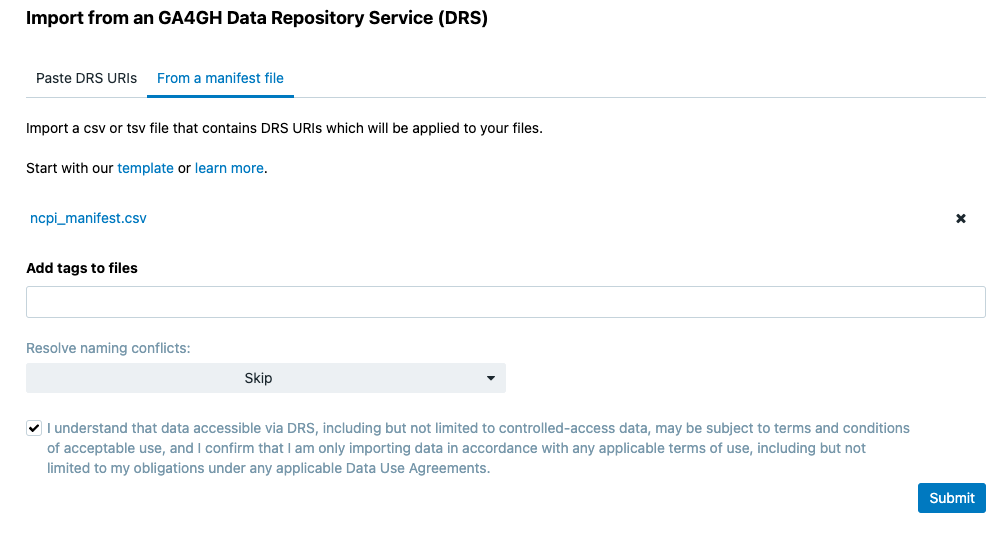 Import from an GA4GH Data Repository Service (DRS)
Paste DRS URIs From a manifest file
Import a csv or tsv file that contains DRS URIs which will be applied to your files.
Start with our template or learn more.
ncpi_manifest.csv
Add tags to files
Resolve naming conflicts:
Skip
I understand that data accessible via DRS, including but not limited to controlled-access data, may be subject to terms and conditions
of acceptable use, and I confirm that I am only importing data in accordance with any applicable terms of use, including but not
limited to my obligations under any applicable Data Use Agreements.
Submit